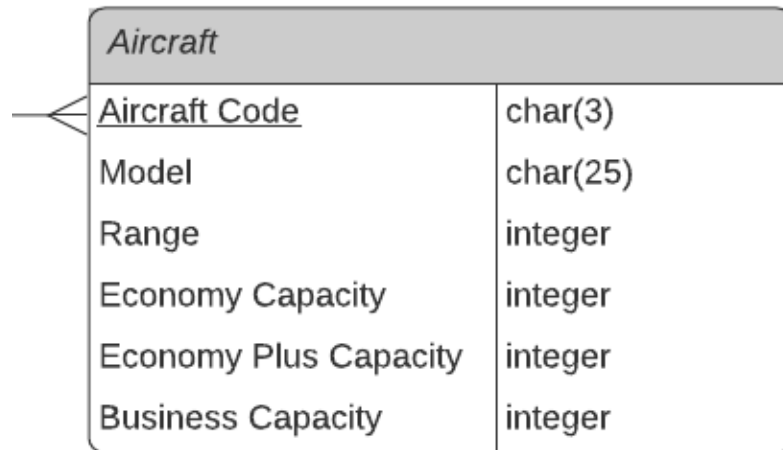 Aircraft
Aircraft Code char(3)
Model char(25)
Range integer
Economy Capacity integer
Economy Plus Capacity integer
Business Capacity integer